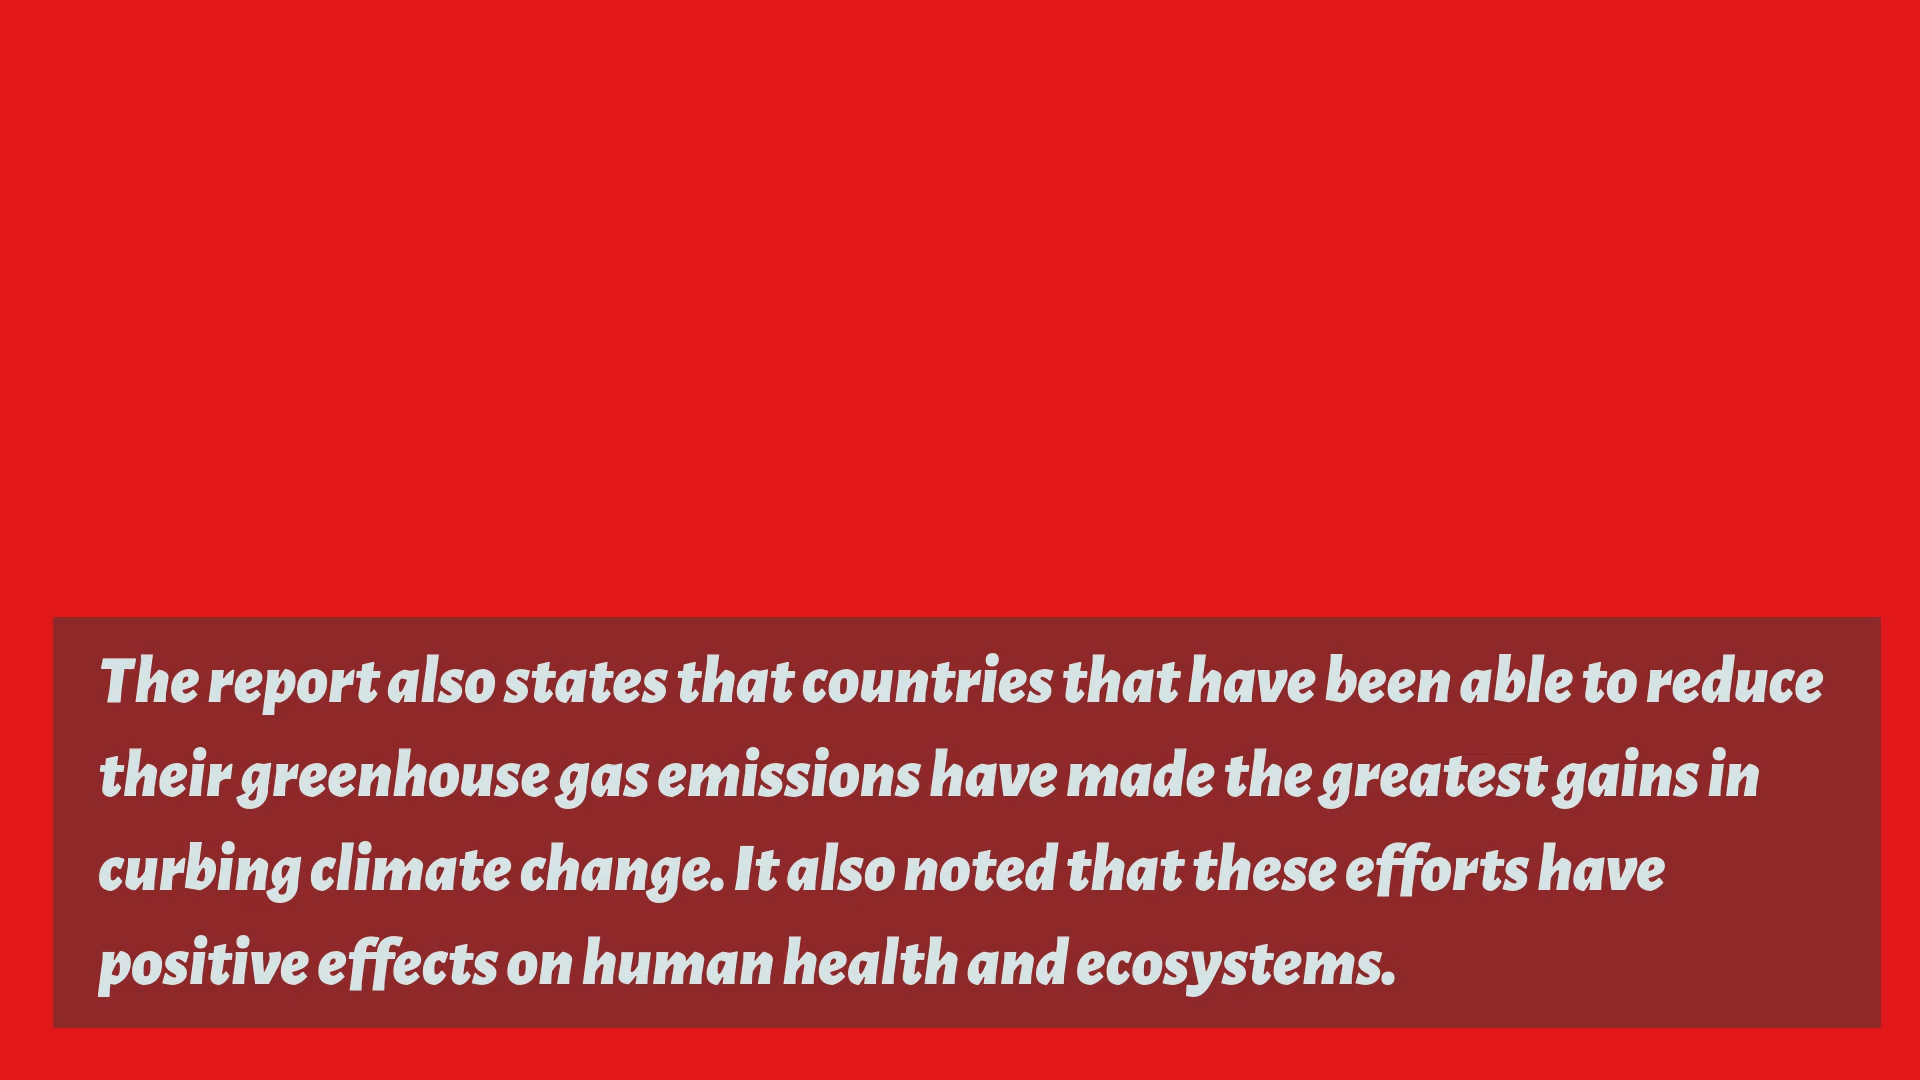 The report also states that countries that have been able to reduce
their greenhouse gas emissions have made the greatest gains in
curbing climate change. It also noted that these efforts have
positive effects on human health and ecosystems.